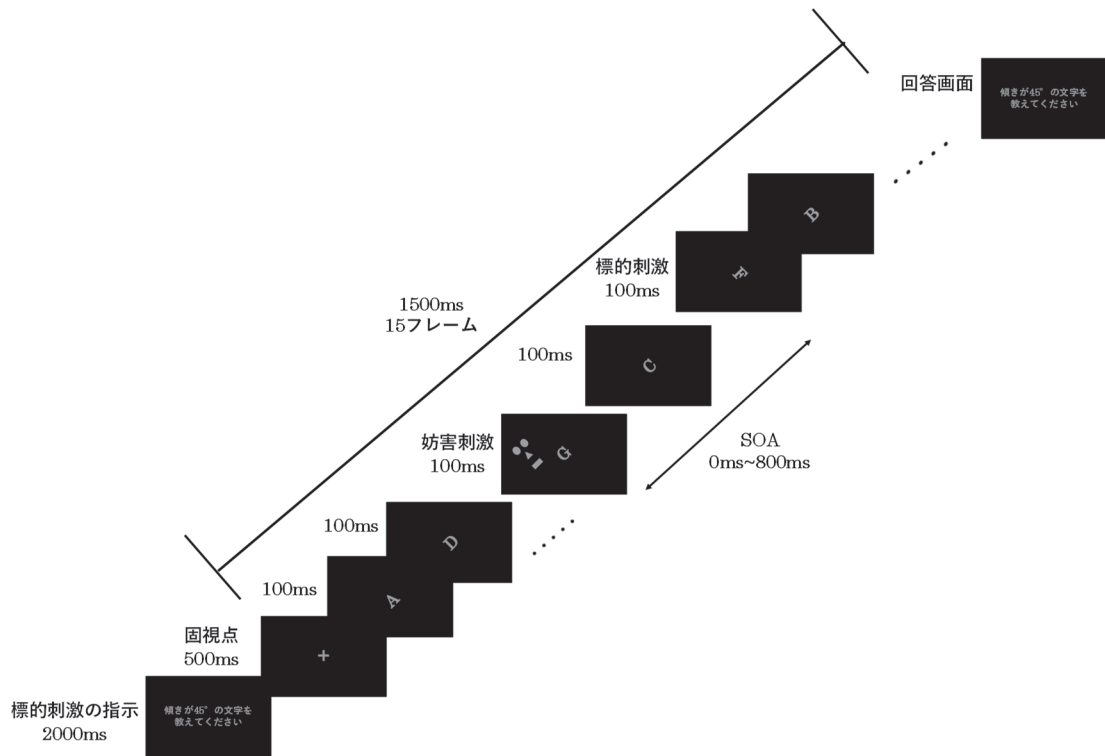 回答画面
傾きが45°の文字を
教えてください
B
標的刺激
100ms
F
1500ms
15フレーム
100ms
C
妨害刺激
100ms
G
SOA
0ms~800ms
100ms
D
100ms
A
固視点
500ms
+
標的刺激の指示
2000ms
傾きが45°の文字を
教えてください